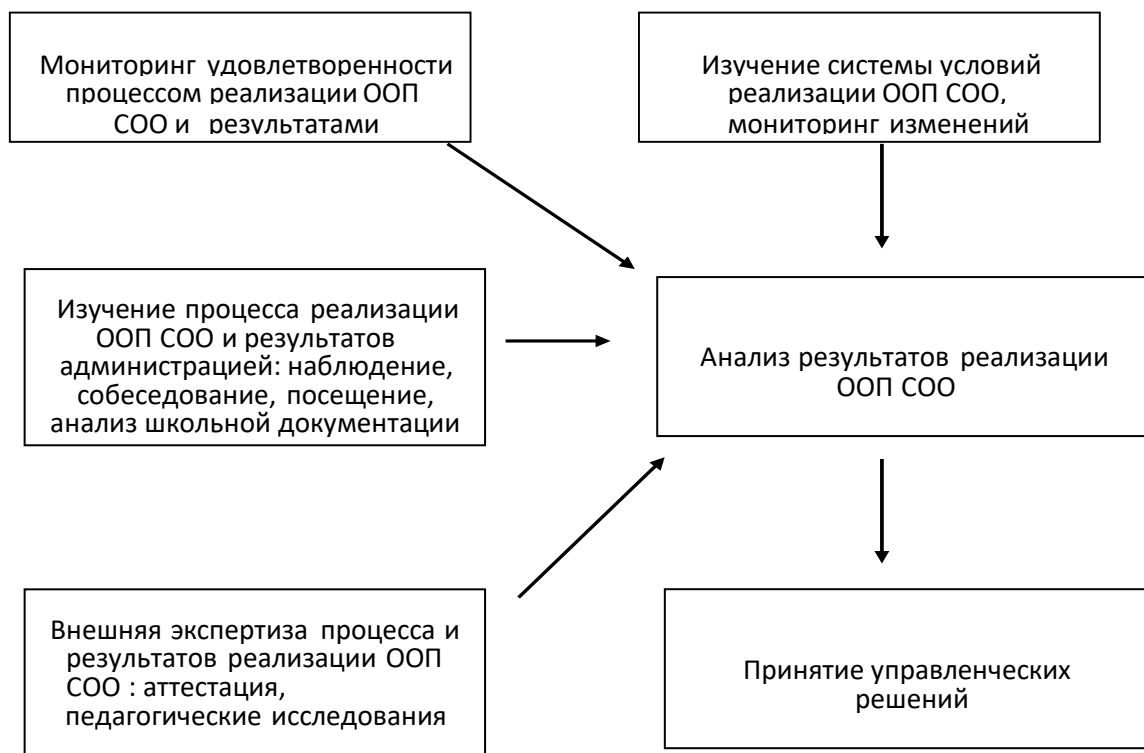 Мониторинг удовлетворенности
процессом реализации ООП
СОО и результатами
Изучение системы условий
реализации ООП СОО,
мониторинг изменений
Изучение процесса реализации
ООП СОО и результатов
администрацией: наблюдение,
собеседование, посещение,
анализ школьной документации
Анализ результатов реализации
ООП СОО
Внешняя экспертиза процесса и
результатов реализации ООП
СОО : аттестация,
педагогические исследования
Принятие управленческих
решений